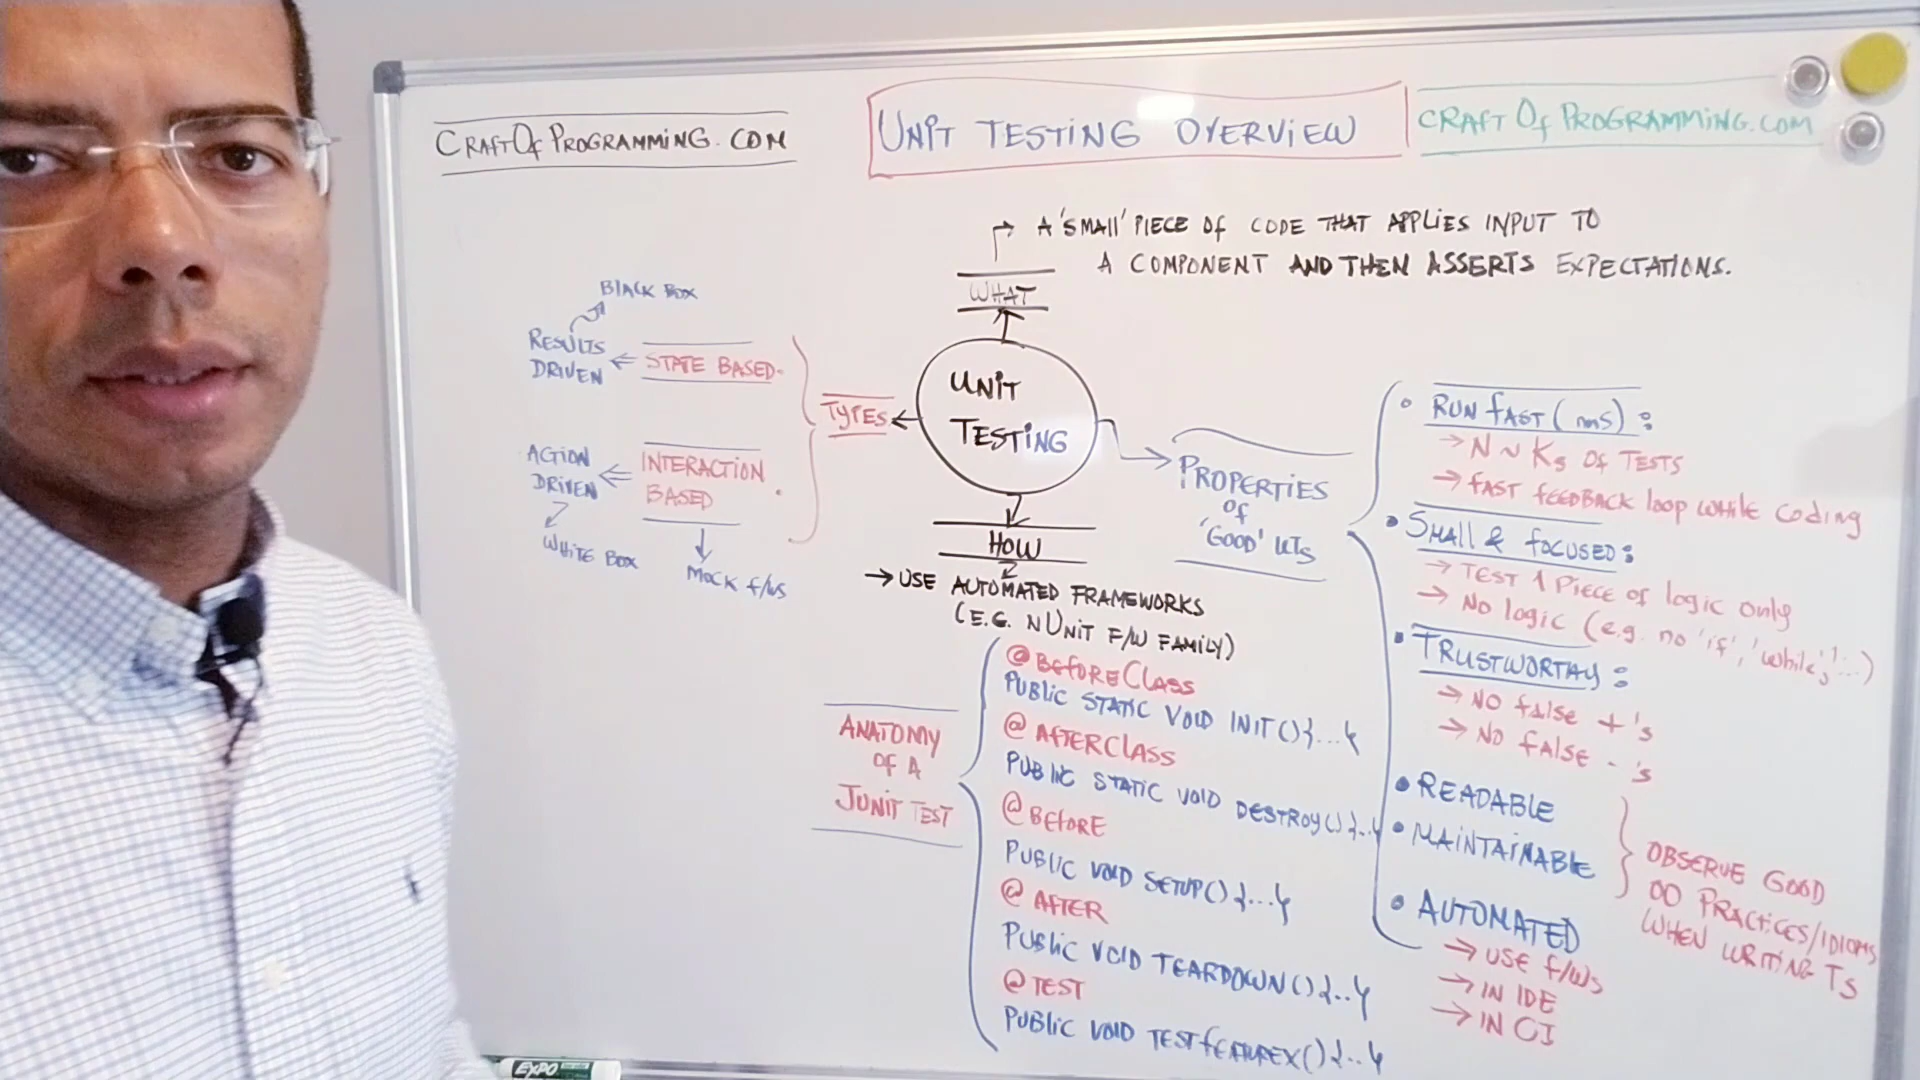 CRAFTOFPROGRAMMING.COM
UNIT TESTING OVERVIEW
CRAFTOFPROGRAMMING.COM
A 'SMALL' PIECE OF CODE THAT APPLIES INPUT TO
A COMPONENT AND THEN ASSERTS EXPECTATIONS.
WHAT
UNIT
TESTING
TYPES
BLACK BOX
RESULTS
DRIVEN
STATE BASED
ACTION
DRIVEN
INTERACTION
BASED
WHITE BOX
MOCK f/ws
HOW
→ USE AUTOMATED FRAMEWORKS
(E.G. NUNIT F/W FAMILY)
ANATOMY
OF A
JUNIT TEST
@BEFORECLASS
PUBLIC STATIC VOID INIT(){...}
@AFTERCLASS
PUBLIC STATIC VOID DESTROY(){..}
@BEFORE
PUBLIC VOID SETUP(){...}
@AFTER
PUBLIC VOID TEARDOWN(){..}
@TEST
PUBLIC VOID TESTFEATUREX(){..}
PROPERTIES
OF
'GOOD' UTS
• RUN FAST (ms):
→ N ~ Ks OF TESTS
→ FAST FEEDBACK LOOP WHILE CODING
• SMALL & FOCUSED:
→ TEST 1 PIECE OF LOGIC ONLY
→ NO LOGIC (e.g. no 'if', 'while', ...)
• TRUSTWORTHY:
→ NO FALSE +'s
→ NO FALSE -'s
• READABLE
• MAINTAINABLE
OBSERVE GOOD
OO PRACTICES/IDIOMS
WHEN WRITING TS
• AUTOMATED
→ USE f/ws
→ IN IDE
→ IN CI
EXPO